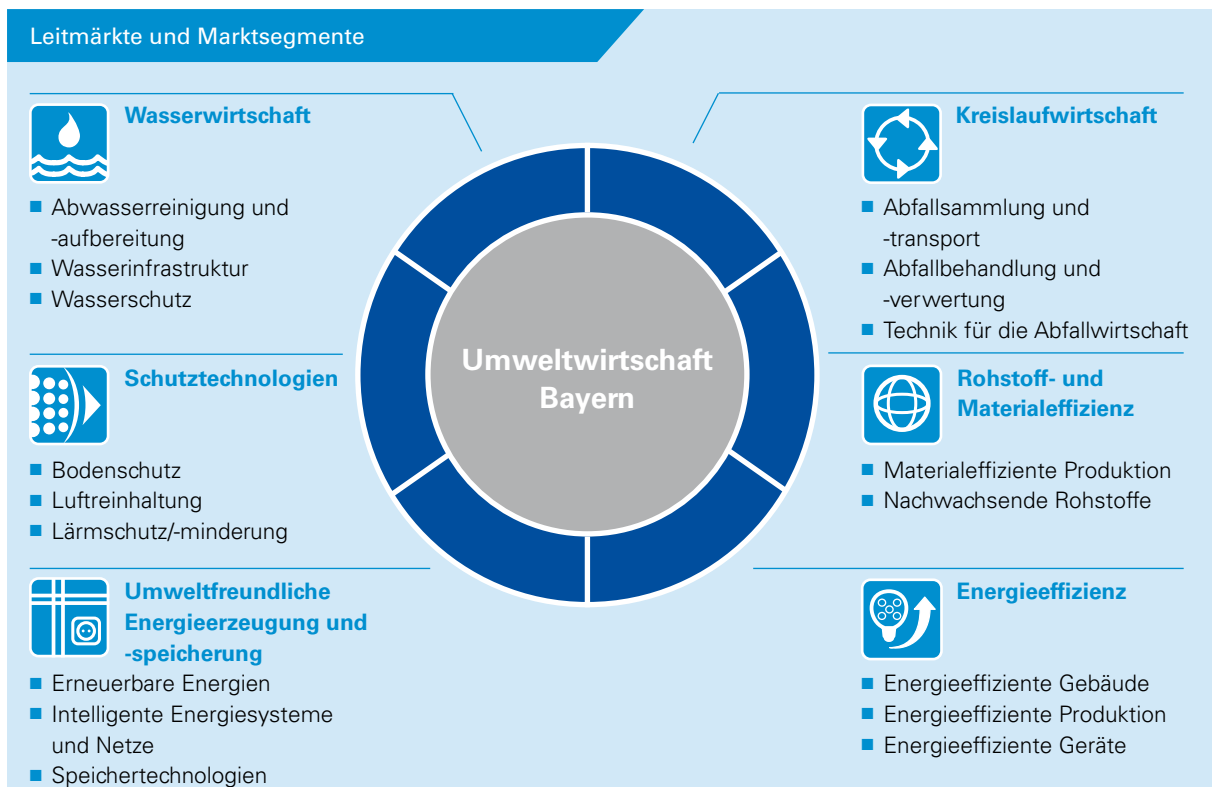 Leitmärkte und Marktsegmente
Wasserwirtschaft
■ Abwasserreinigung und
-aufbereitung
■ Wasserinfrastruktur
■ Wasserschutz
Schutztechnologien
■ Bodenschutz
■ Luftreinhaltung
■ Lärmschutz/-minderung
Umweltfreundliche
Energieerzeugung und
-speicherung
■ Erneuerbare Energien
■ Intelligente Energiesysteme
und Netze
■ Speichertechnologien
Umweltwirtschaft
Bayern
Kreislaufwirtschaft
■ Abfallsammlung und
-transport
■ Abfallbehandlung und
-verwertung
■ Technik für die Abfallwirtschaft
Rohstoff- und
Materialeffizienz
■ Materialeffiziente Produktion
■ Nachwachsende Rohstoffe
Energieeffizienz
■ Energieeffiziente Gebäude
■ Energieeffiziente Produktion
■ Energieeffiziente Geräte